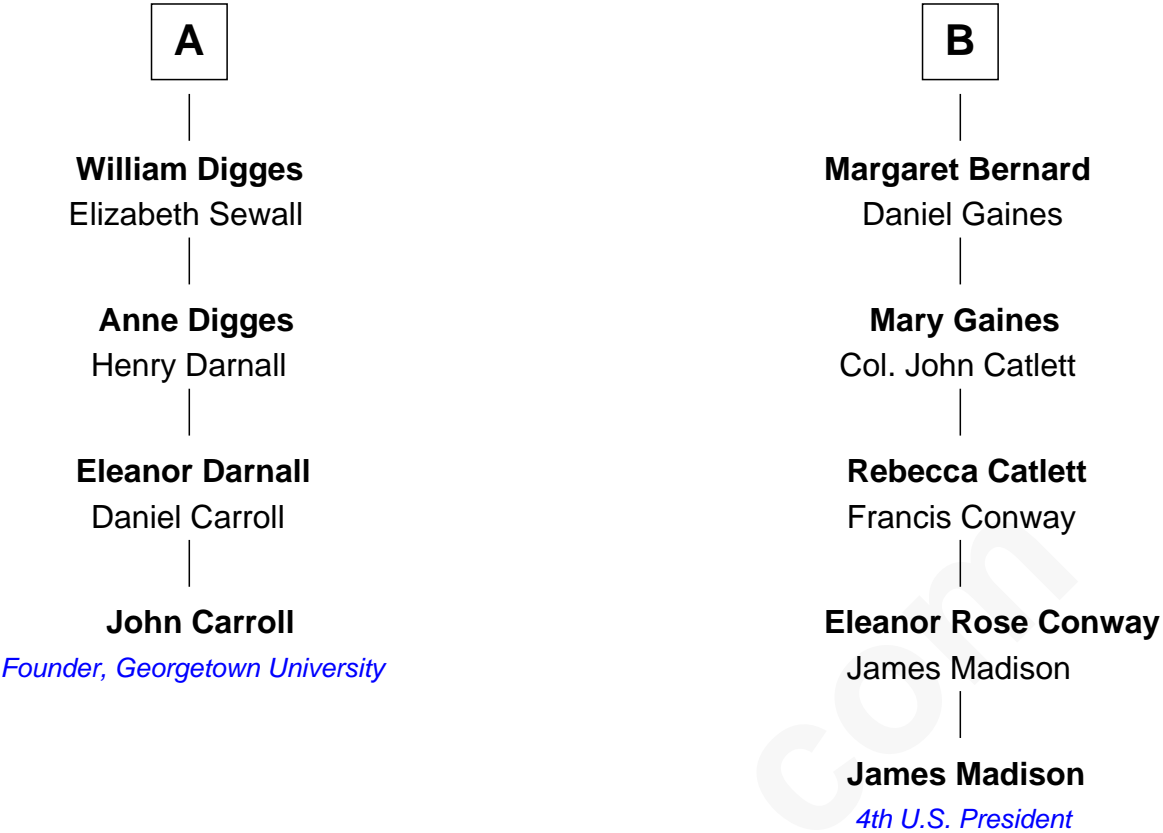 A
William Digges
Elizabeth Sewall
Anne Digges
Henry Darnall
Eleanor Darnall
Daniel Carroll
John Carroll
Founder, Georgetown University
B
Margaret Bernard
Daniel Gaines
Mary Gaines
Col. John Catlett
Rebecca Catlett
Francis Conway
Eleanor Rose Conway
James Madison
James Madison
4th U.S. President
com